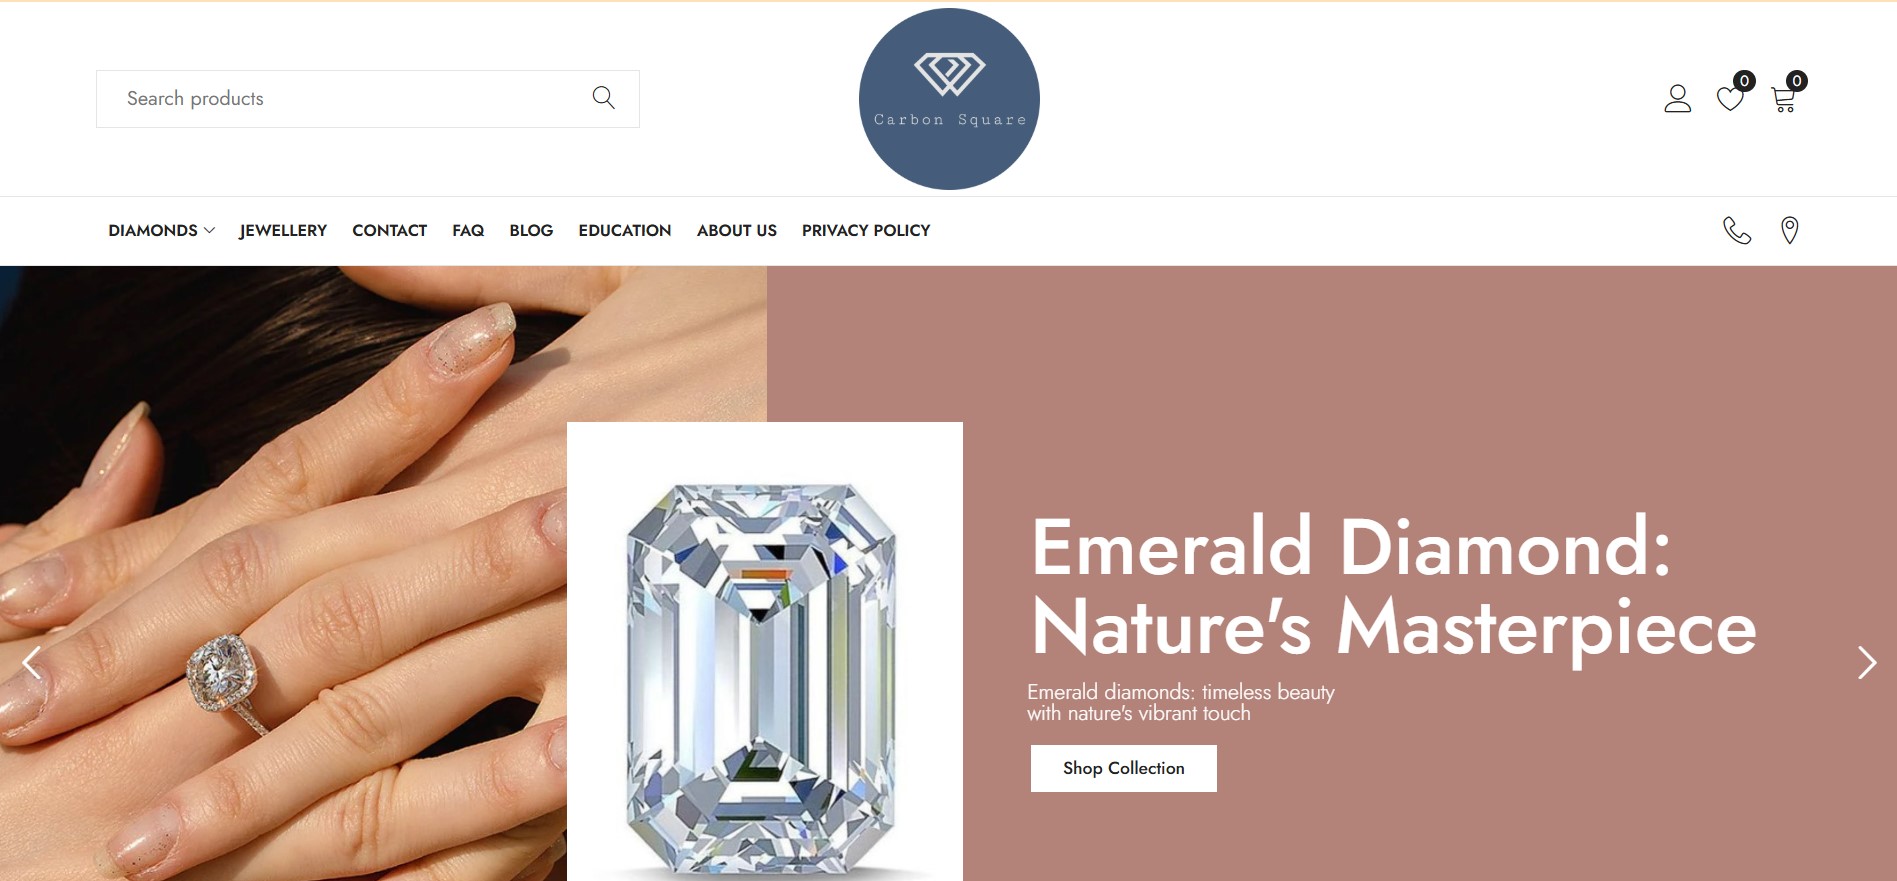 Search products
Carbon Square
0
0
DIAMONDS
JEWELLERY
CONTACT
FAQ
BLOG
EDUCATION
ABOUT US
PRIVACY POLICY
Emerald Diamond:
Nature's Masterpiece
Emerald diamonds: timeless beauty
with nature's vibrant touch
Shop Collection